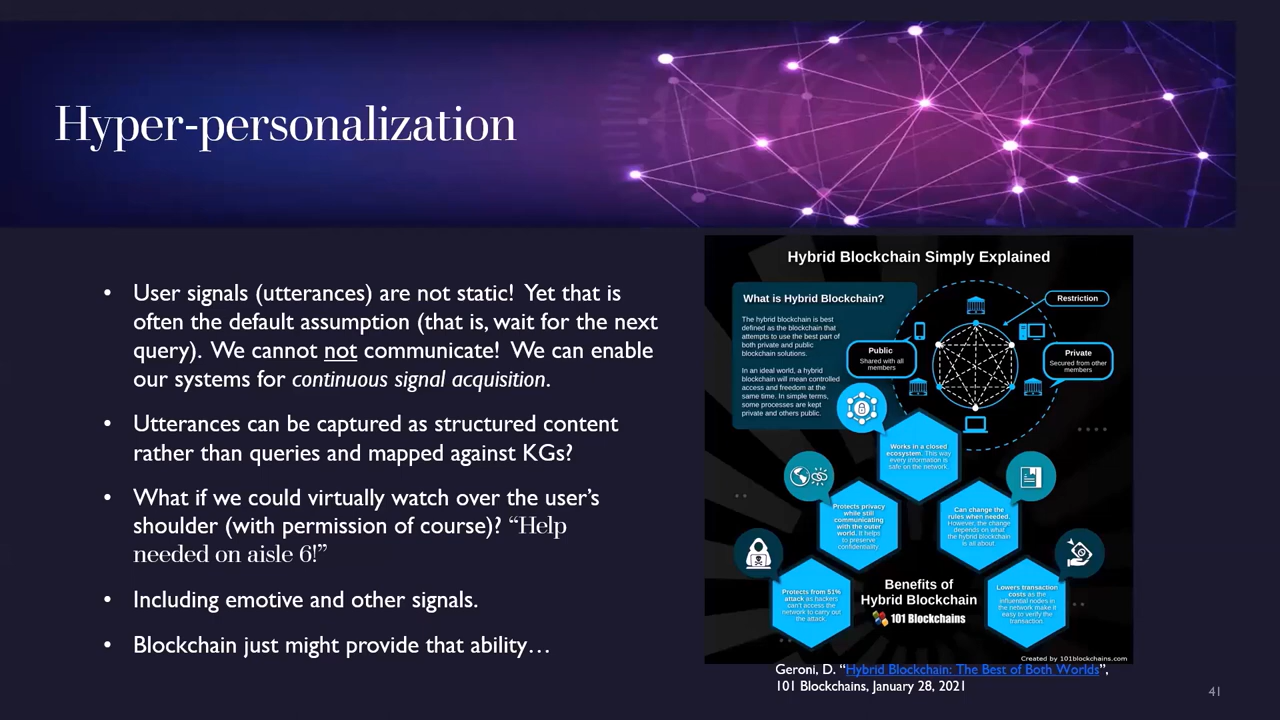 Hyper-personalization
• User signals (utterances) are not static! Yet that is
often the default assumption (that is, wait for the next
query). We cannot not communicate! We can enable
our systems for continuous signal acquisition.
• Utterances can be captured as structured content
rather than queries and mapped against KGs?
• What if we could virtually watch over the user's
shoulder (with permission of course)? “Help
needed on aisle 6!”
• Including emotive and other signals.
• Blockchain just might provide that ability…
Hybrid Blockchain Simply Explained
What is Hybrid Blockchain?
The hybrid blockchain is best
defined as the blockchain that
attempts to use the best part of
both private and public
blockchain solutions.
In an ideal world, a hybrid
blockchain will mean controlled
access and freedom at the
same time. In simple terms,
some processes are kept
private and others public.
Restriction
Public
Shared with all
members
Private
Secured from other
members
Works in a closed
ecosystem. This way
every information is
safe on the network.
Protects privacy
while still
communicating
with the outer
world. It helps
to preserve
confidentiality.
Can change the
rules when needed.
However, the change
depends on what
the hybrid blockchain
is all about.
Protects from 51%
attack as hackers
can't access the
network to carry out
the attack.
Benefits of
Hybrid Blockchain
101 Blockchains
Lowers transaction
costs as the
influential nodes in
the network make it
easy to verify the
transaction.
Created by 101blockchains.com
Geroni, D. “Hybrid Blockchain: The Best of Both Worlds”,
101 Blockchains, January 28, 2021
41